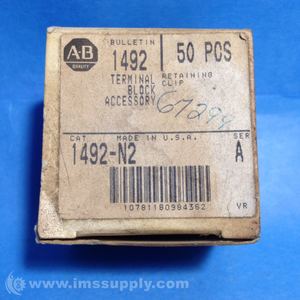 A-B
QUALITY
BULLETIN
1492
50 PCS
TERMINAL
BLOCK
ACCESSORY
RETAINING
CLIP
67299
CAT
MADE IN U.S.A.
SER
1492-N2
A
10781180984362
VR
© www.imssupply.com